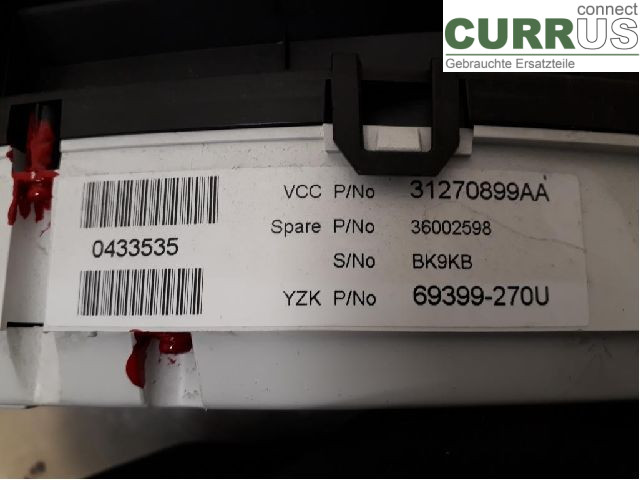 connect
CURRUS
Gebrauchte Ersatzteile
VCC P/No 31270899AA
Spare P/No 36002598
0433535
S/No BK9KB
YZK P/No 69399-270U